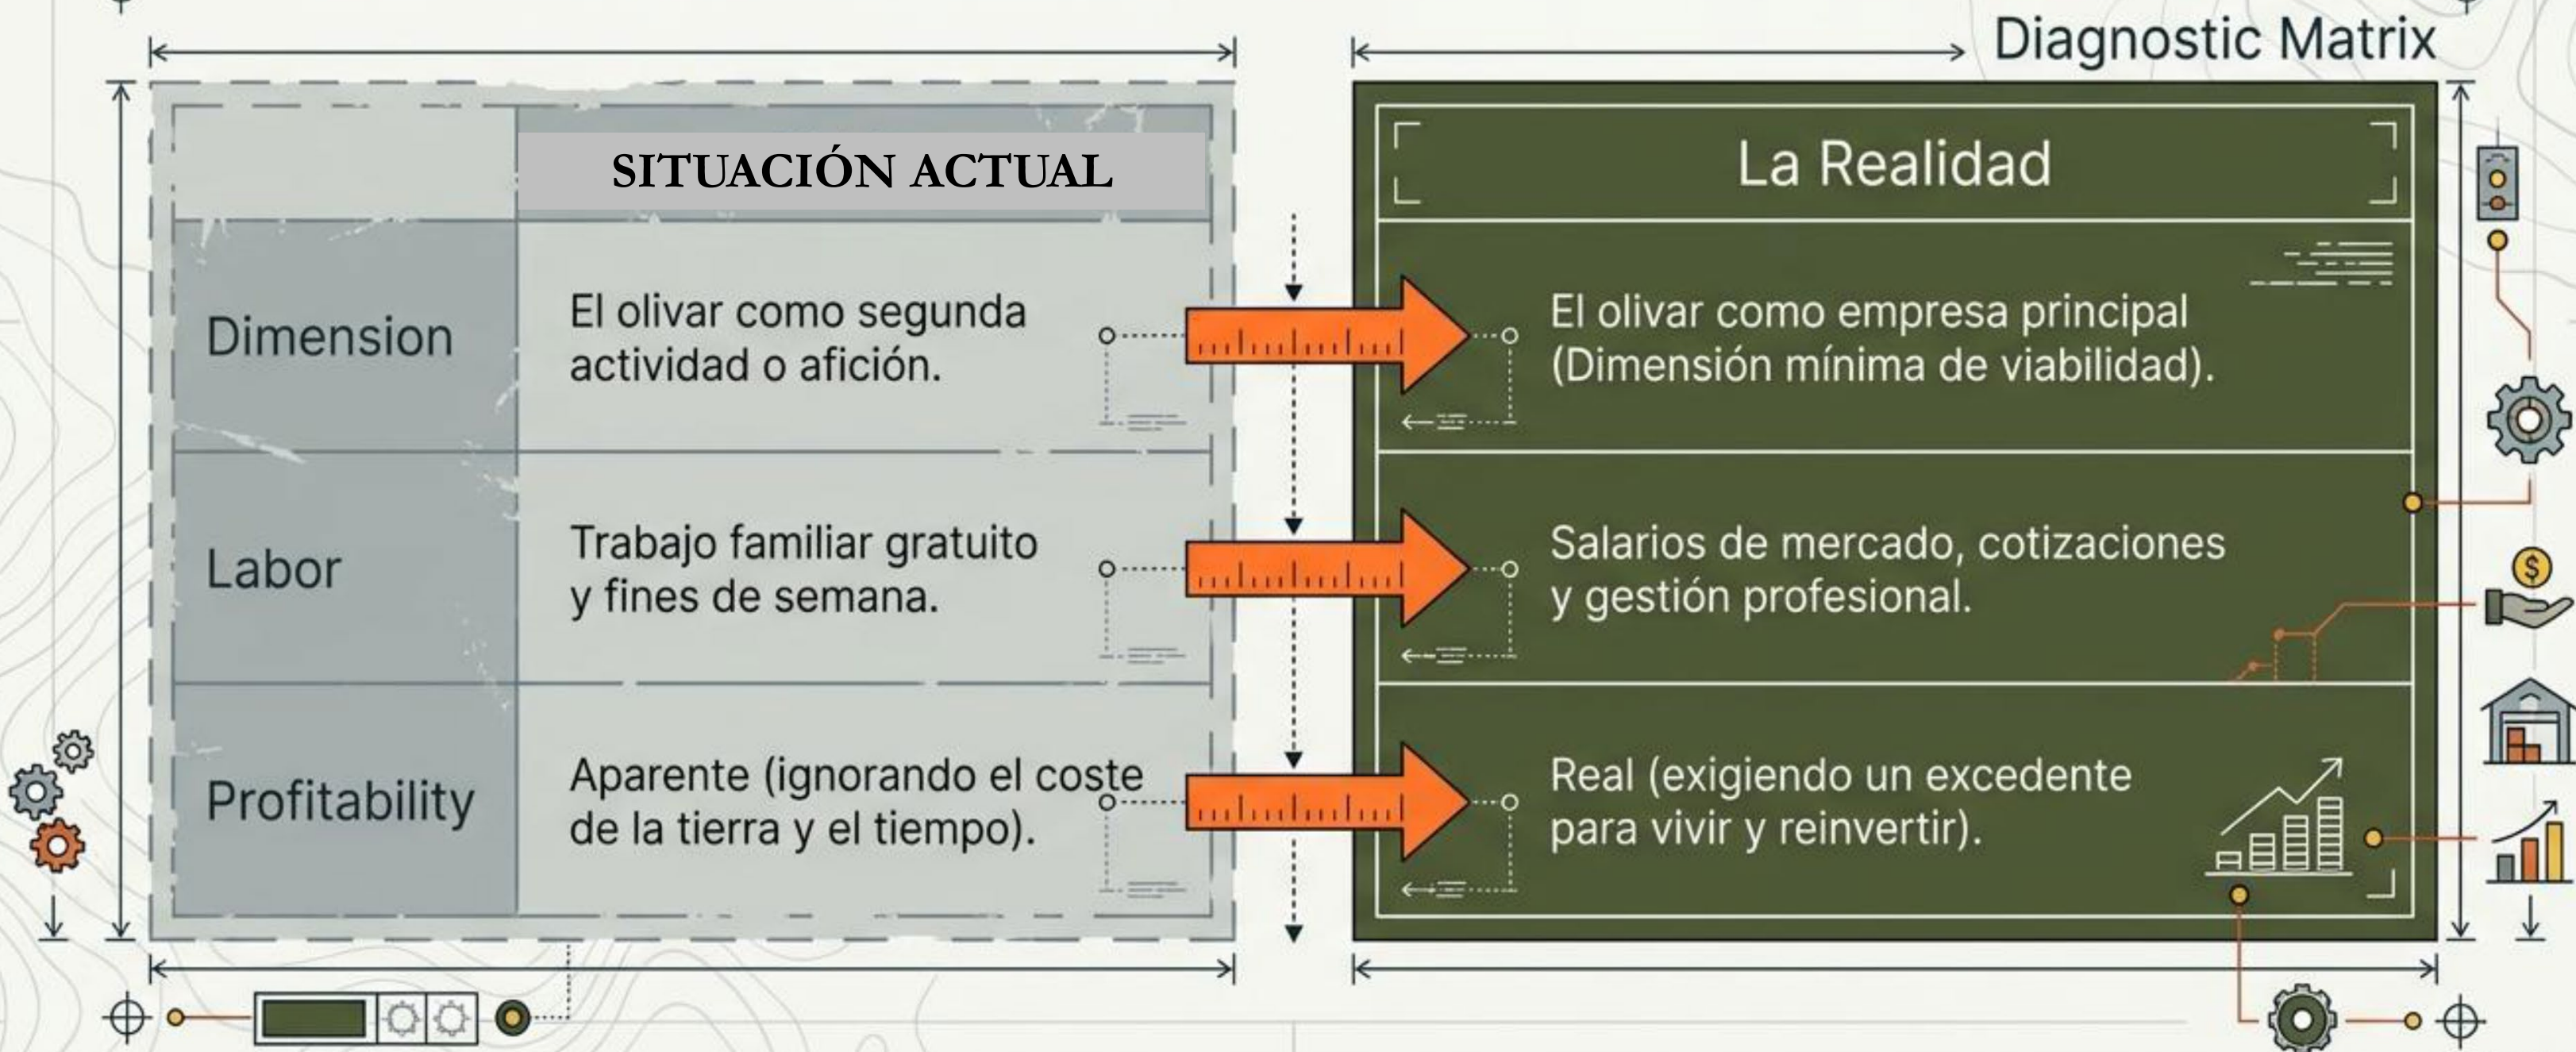 Diagnostic Matrix
SITUACIÓN ACTUAL
La Realidad
Dimension
El olivar como segunda
actividad o afición.
El olivar como empresa principal
(Dimensión mínima de viabilidad).
Labor
Trabajo familiar gratuito
y fines de semana.
Salarios de mercado, cotizaciones
y gestión profesional.
Profitability
Aparente (ignorando el coste
de la tierra y el tiempo).
Real (exigiendo un excedente
para vivir y reinvertir).
$